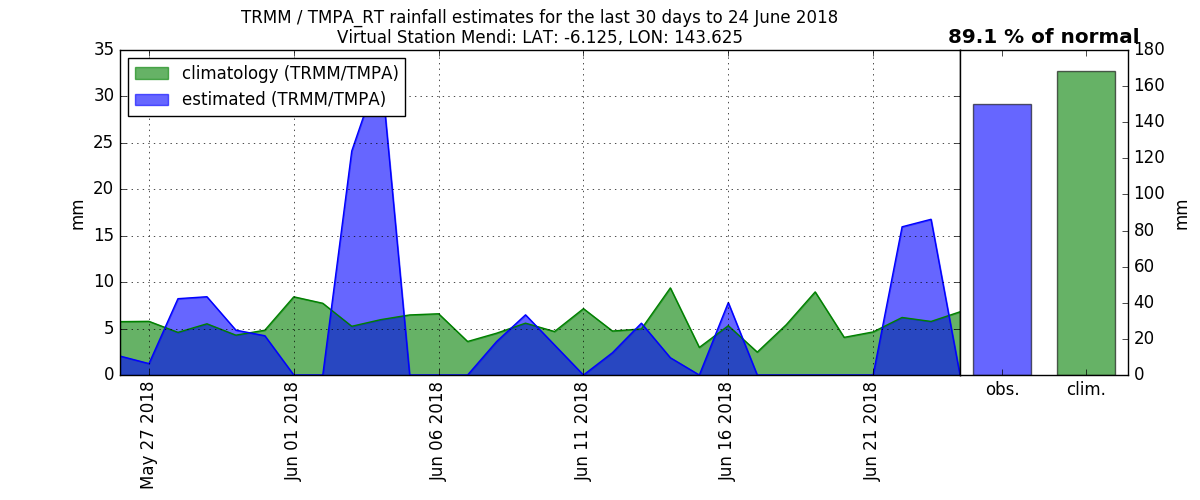 TRMM / TMPA_RT rainfall estimates for the last 30 days to 24 June 2018
Virtual Station Mendi: LAT: -6.125, LON: 143.625
89.1 % of normal
climatology (TRMM/TMPA)
estimated (TRMM/TMPA)
35
30
25
20
15
10
5
0
mm
May 27 2018
Jun 01 2018
Jun 06 2018
Jun 11 2018
Jun 16 2018
Jun 21 2018
obs.
clim.
180
160
140
120
100
80
60
40
20
0
mm